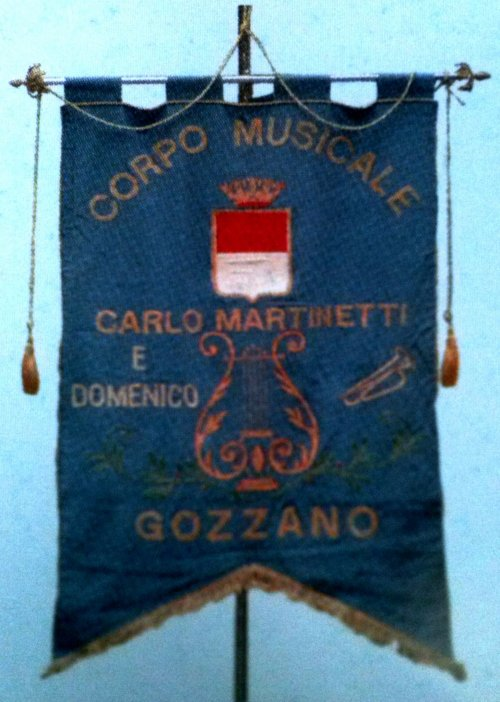 CORPO MUSICALE
CARLO MARTINETTI
E
DOMENICO
GOZZANO